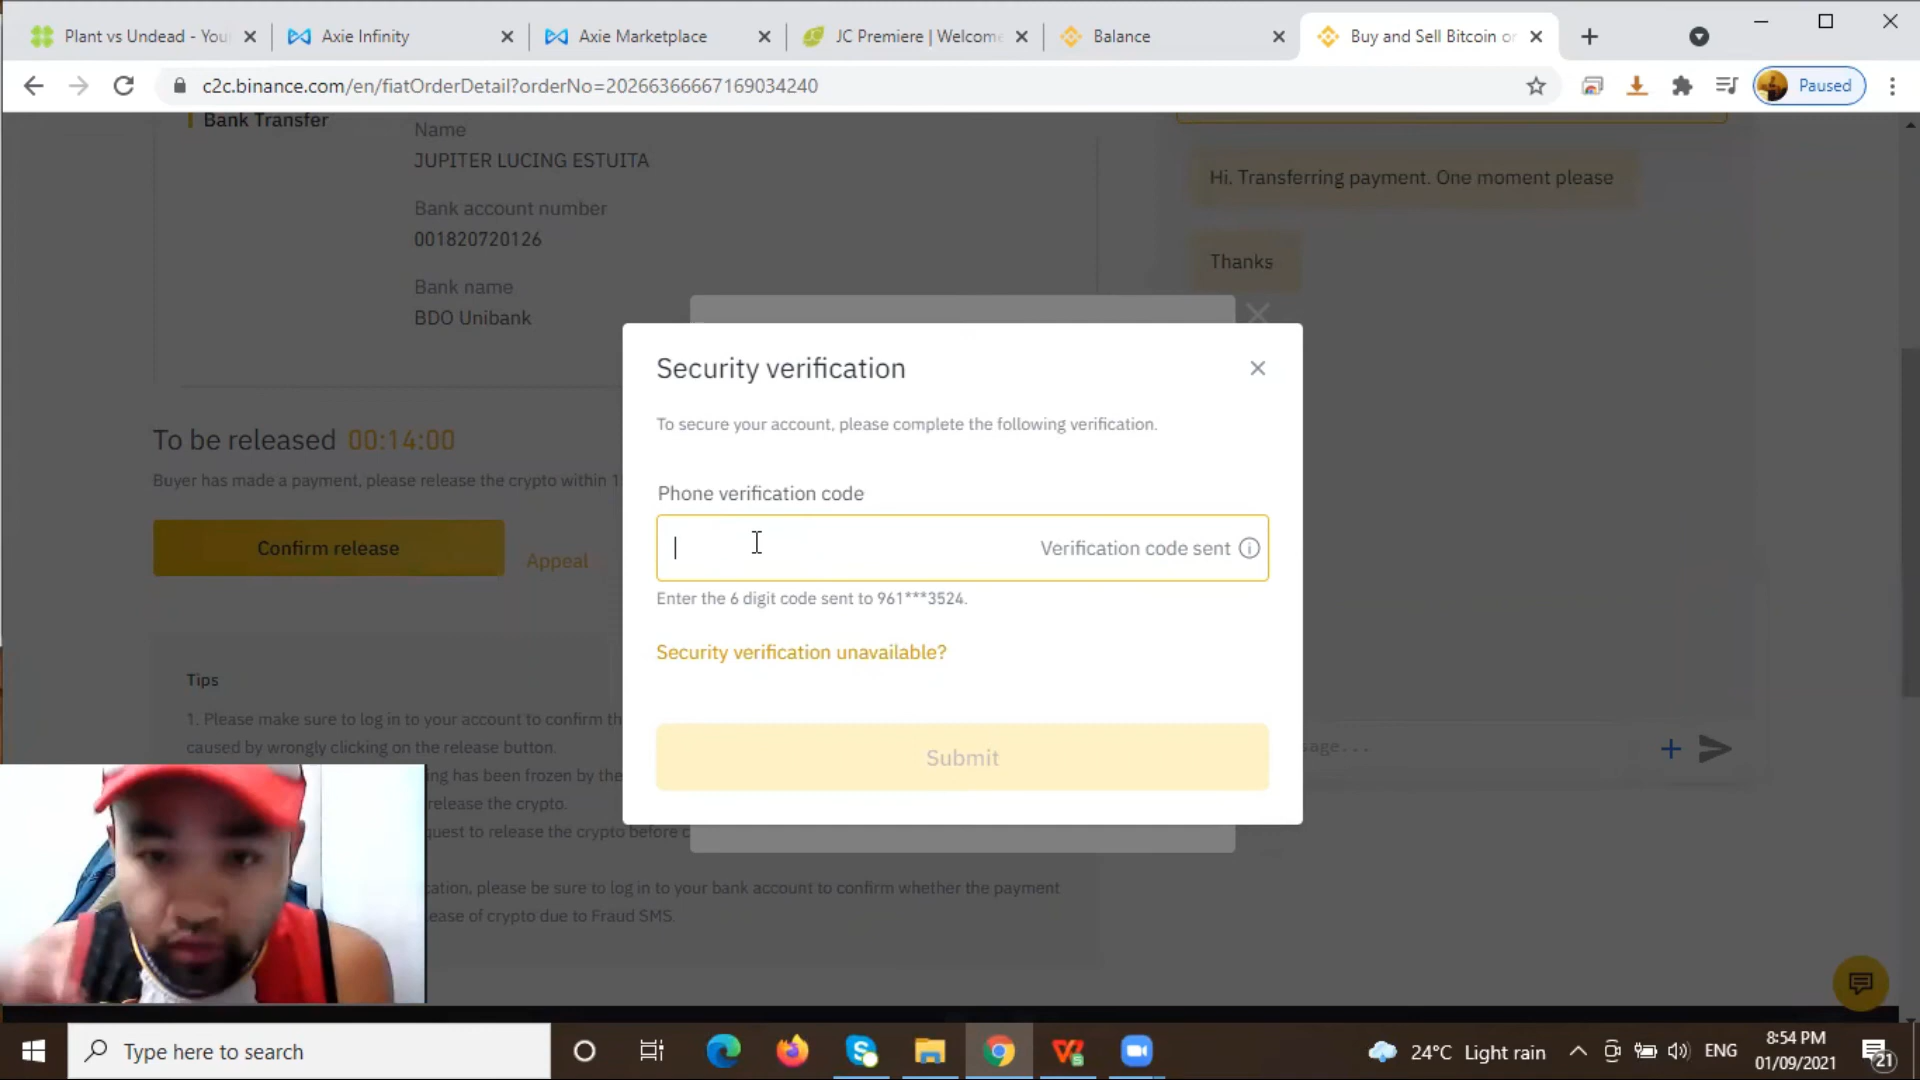 Plant vs Undead - You
Axie Infinity
Axie Marketplace
JC Premiere | Welcome
Balance
Buy and Sell Bitcoin or
c2c.binance.com/en/fiatOrderDetail?orderNo=20266366667169034240
Paused
Bank Transfer
Name
JUPITER LUCING ESTUITA
Bank account number
001820720126
Bank name
BDO Unibank
Hi. Transferring payment. One moment please
Thanks
To be released 00:14:00
Buyer has made a payment, please release the crypto within 1
Confirm release
Appeal
Security verification
To secure your account, please complete the following verification.
Phone verification code
Verification code sent
Enter the 6 digit code sent to 961***3524.
Security verification unavailable?
Submit
age...
Tips
1. Please make sure to log in to your account to confirm th
caused by wrongly clicking on the release button.
ng has been frozen by the
release the crypto.
quest to release the crypto before c
cation, please be sure to log in to your bank account to confirm whether the payment
ease of crypto due to Fraud SMS.
Type here to search
24°C Light rain
ENG
8:54 PM
01/09/2021
21